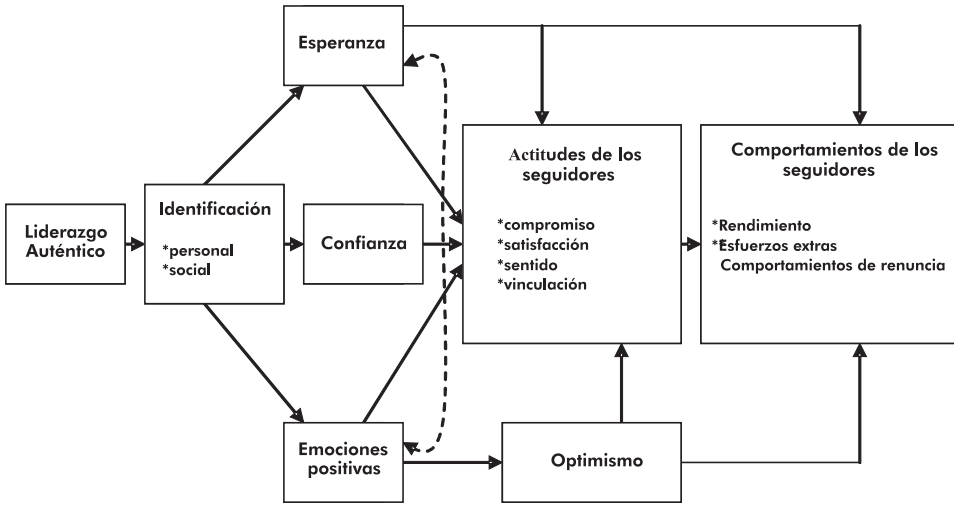 Esperanza
Actitudes de los
seguidores
*compromiso
*satisfacción
*sentido
*vinculación
Comportamientos de los
seguidores
*Rendimiento
*Esfuerzos extras
Comportamientos de renuncia
Liderazgo
Auténtico
Identificación
*personal
*social
Confianza
Emociones
positivas
Optimismo